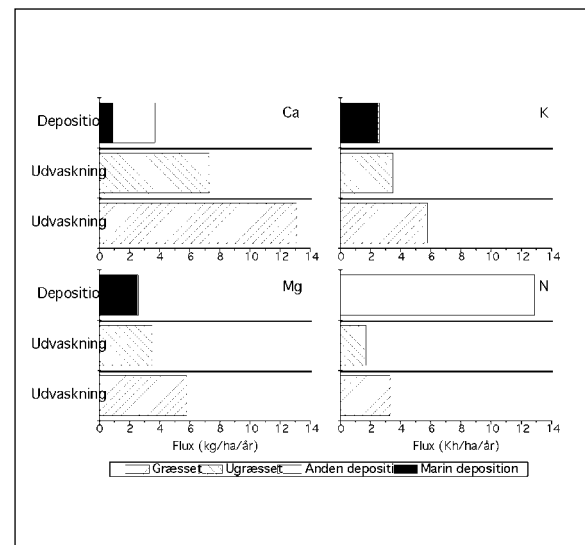 Ca
K
Depositio
Udvaskning
Udvaskning
0 2 4 6 8 10 12 14
0 2 4 6 8 10 12 14
Mg
N
Depositio
Udvaskning
Udvaskning
0 2 4 6 8 10 12 14
0 2 4 6 8 10 12 14
Flux (kg/ha/år)
Flux (Kh/ha/år)
Græsset Ugræsset Anden depositi Marin deposition